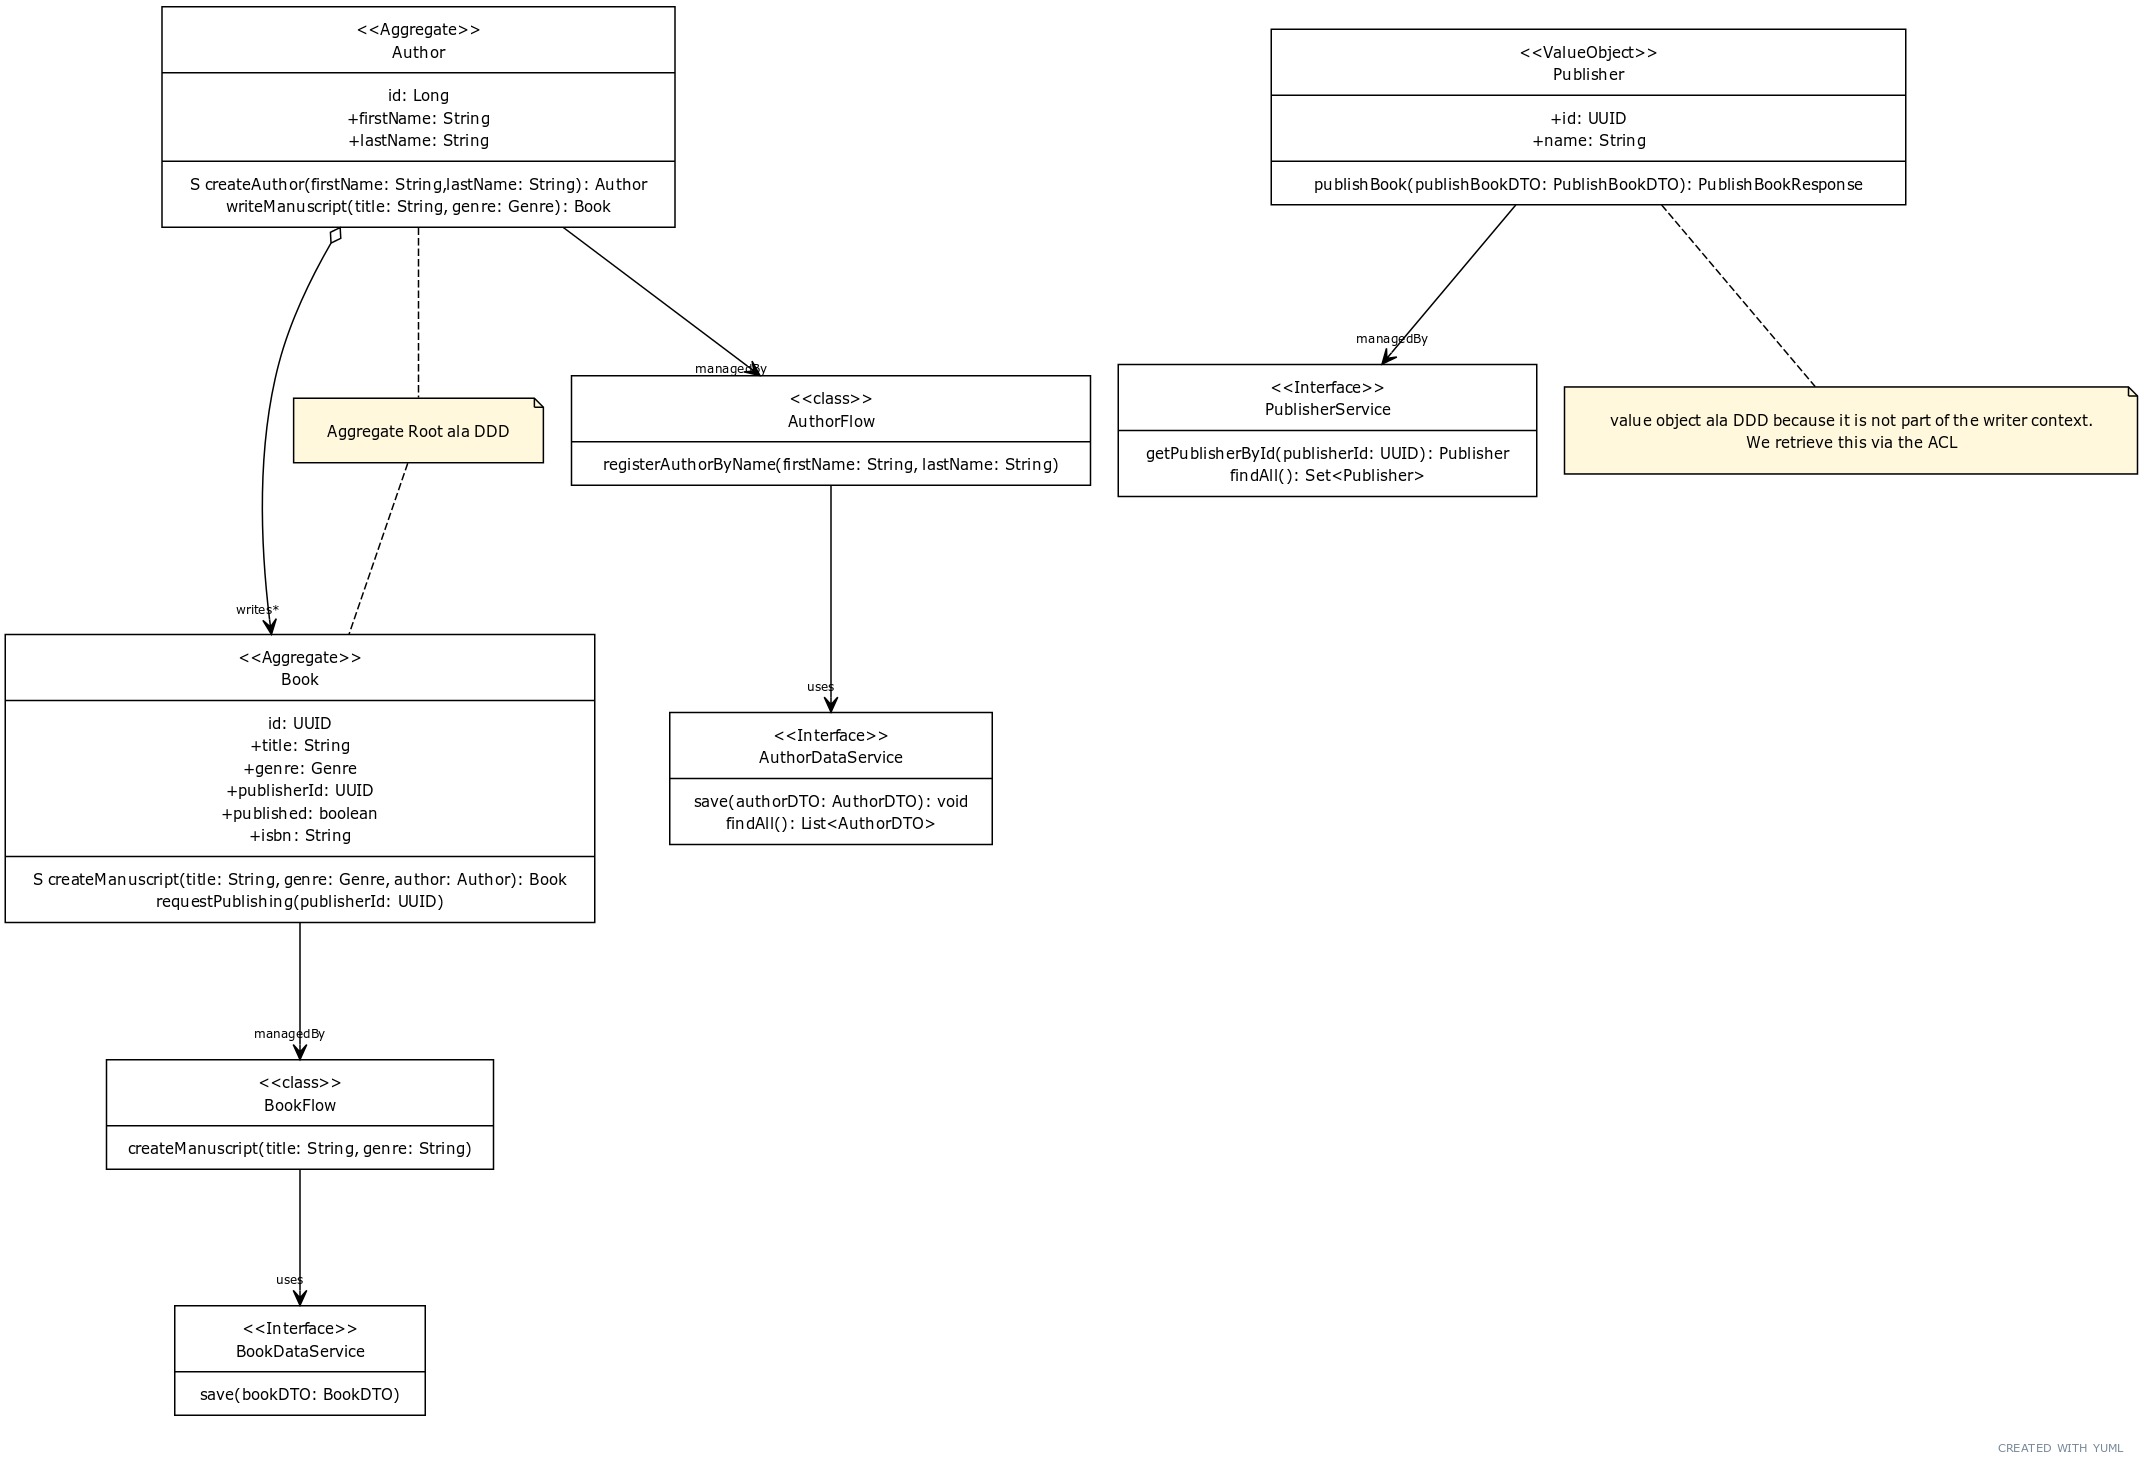 <<Aggregate>>
Author
id: Long
+firstName: String
+lastName: String
S createAuthor(firstName: String,lastName: String): Author
writeManuscript(title: String, genre: Genre): Book
<<ValueObject>>
Publisher
+id: UUID
+name: String
publishBook(publishBookDTO: PublishBookDTO): PublishBookResponse
managedBy
managedBy
Aggregate Root ala DDD
<<class>>
AuthorFlow
registerAuthorByName(firstName: String, lastName: String)
<<Interface>>
PublisherService
getPublisherById(publisherId: UUID): Publisher
findAll(): Set<Publisher>
value object ala DDD because it is not part of the writer context.
We retrieve this via the ACL
writes*
<<Aggregate>>
Book
id: UUID
+title: String
+genre: Genre
+publisherId: UUID
+published: boolean
+isbn: String
S createManuscript(title: String, genre: Genre, author: Author): Book
requestPublishing(publisherId: UUID)
uses
<<Interface>>
AuthorDataService
save(authorDTO: AuthorDTO): void
findAll(): List<AuthorDTO>
managedBy
<<class>>
BookFlow
createManuscript(title: String, genre: String)
uses
<<Interface>>
BookDataService
save(bookDTO: BookDTO)
CREATED WITH YUML